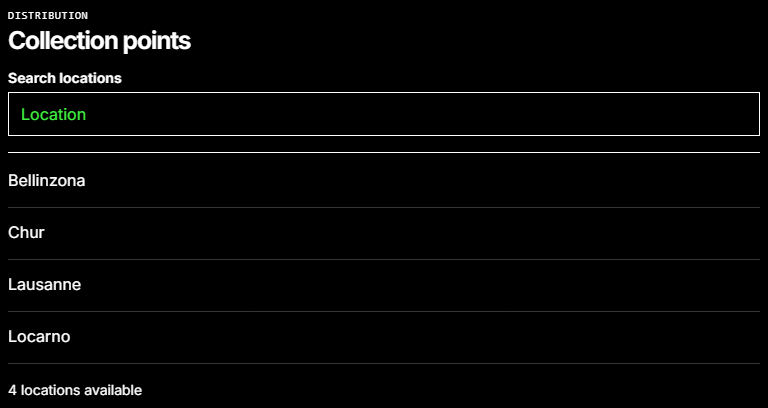 DISTRIBUTION
Collection points
Search locations
Location
Bellinzona
Chur
Lausanne
Locarno
4 locations available